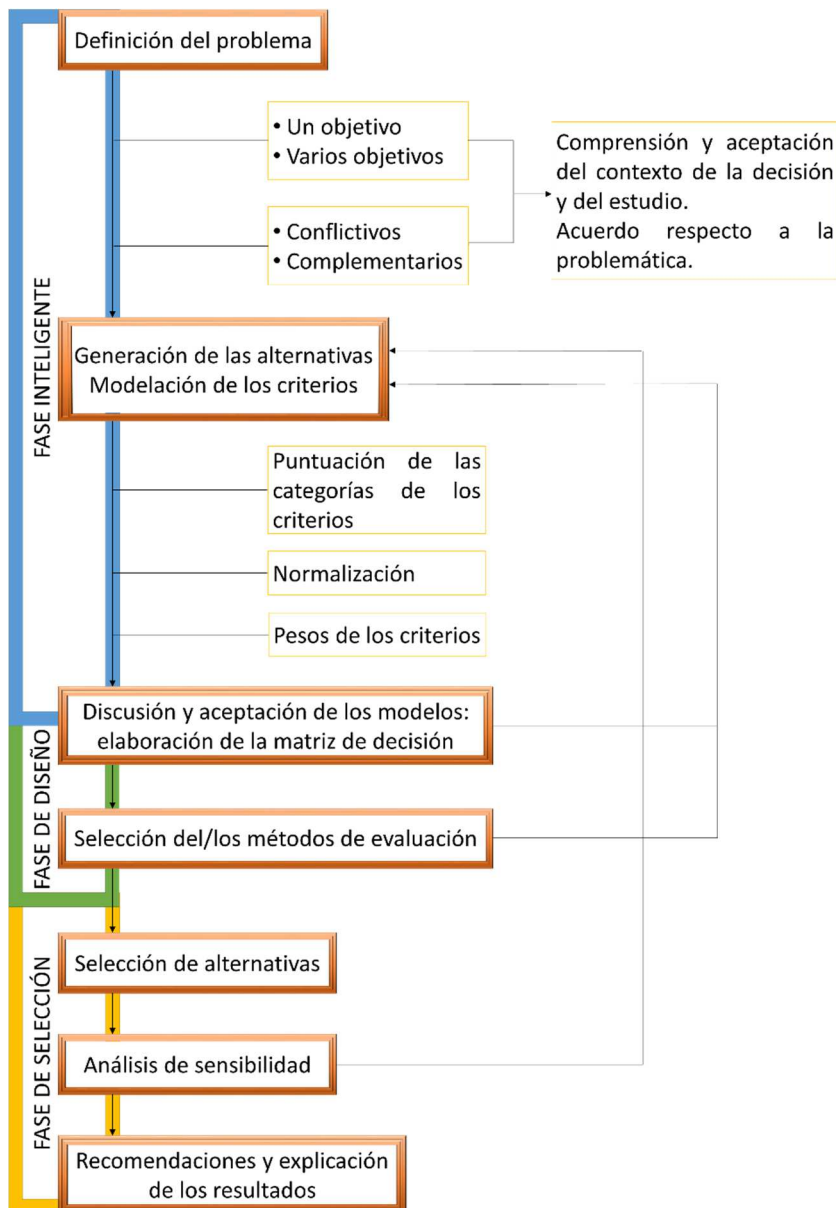 Definición del problema
• Un objetivo
• Varios objetivos
Comprensión y aceptación
del contexto de la decisión
y del estudio.
Acuerdo respecto a la
problemática.
• Conflictivos
• Complementarios
FASE INTELIGENTE
Generación de las alternativas
Modelación de los criterios
Puntuación de las
categorías de los
criterios
Normalización
Pesos de los criterios
Discusión y aceptación de los modelos:
elaboración de la matriz de decisión
FASE DE DISEÑO
Selección del/los métodos de evaluación
Selección de alternativas
FASE DE SELECCIÓN
Análisis de sensibilidad
Recomendaciones y explicación
de los resultados